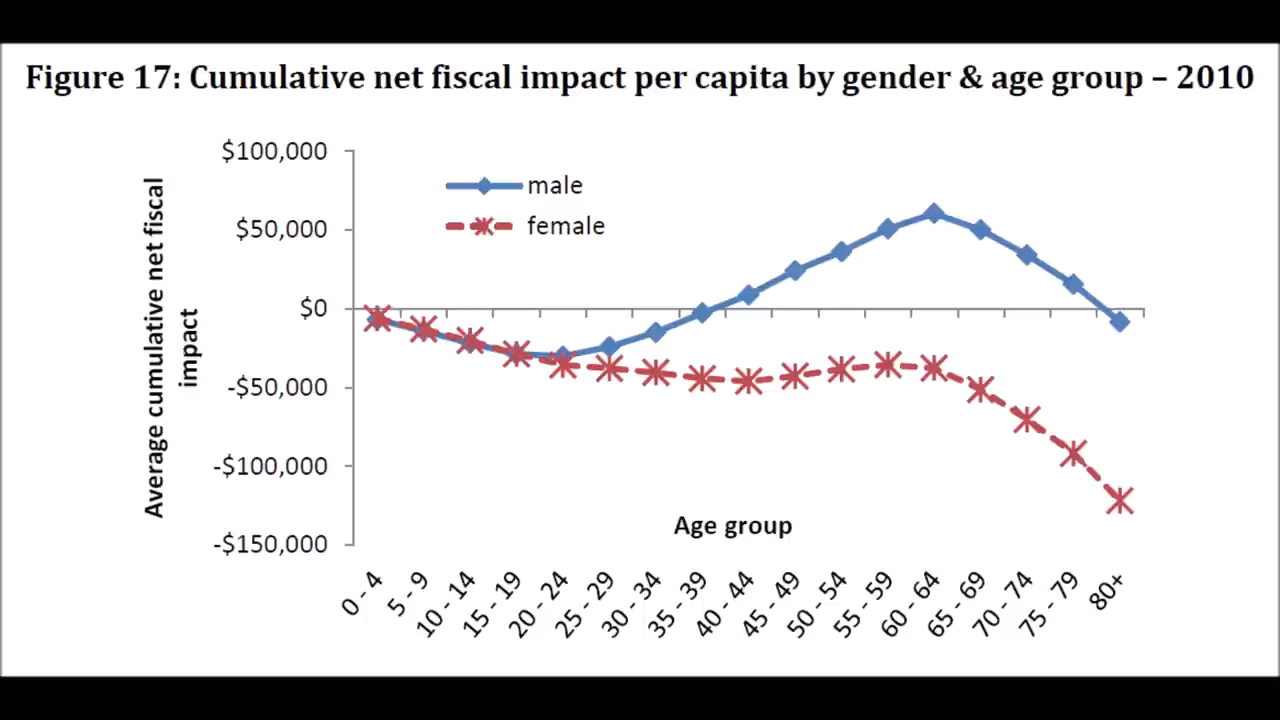 Figure 17: Cumulative net fiscal impact per capita by gender & age group – 2010
Average cumulative net fiscal
impact
$100,000
$50,000
$0
-$50,000
-$100,000
-$150,000
male
female
Age group
0 - 4
5 - 9
10 - 14
15 - 19
20 - 24
25 - 29
30 - 34
35 - 39
40 - 44
45 - 49
50 - 54
55 - 59
60 - 64
65 - 69
70 - 74
75 - 79
80+